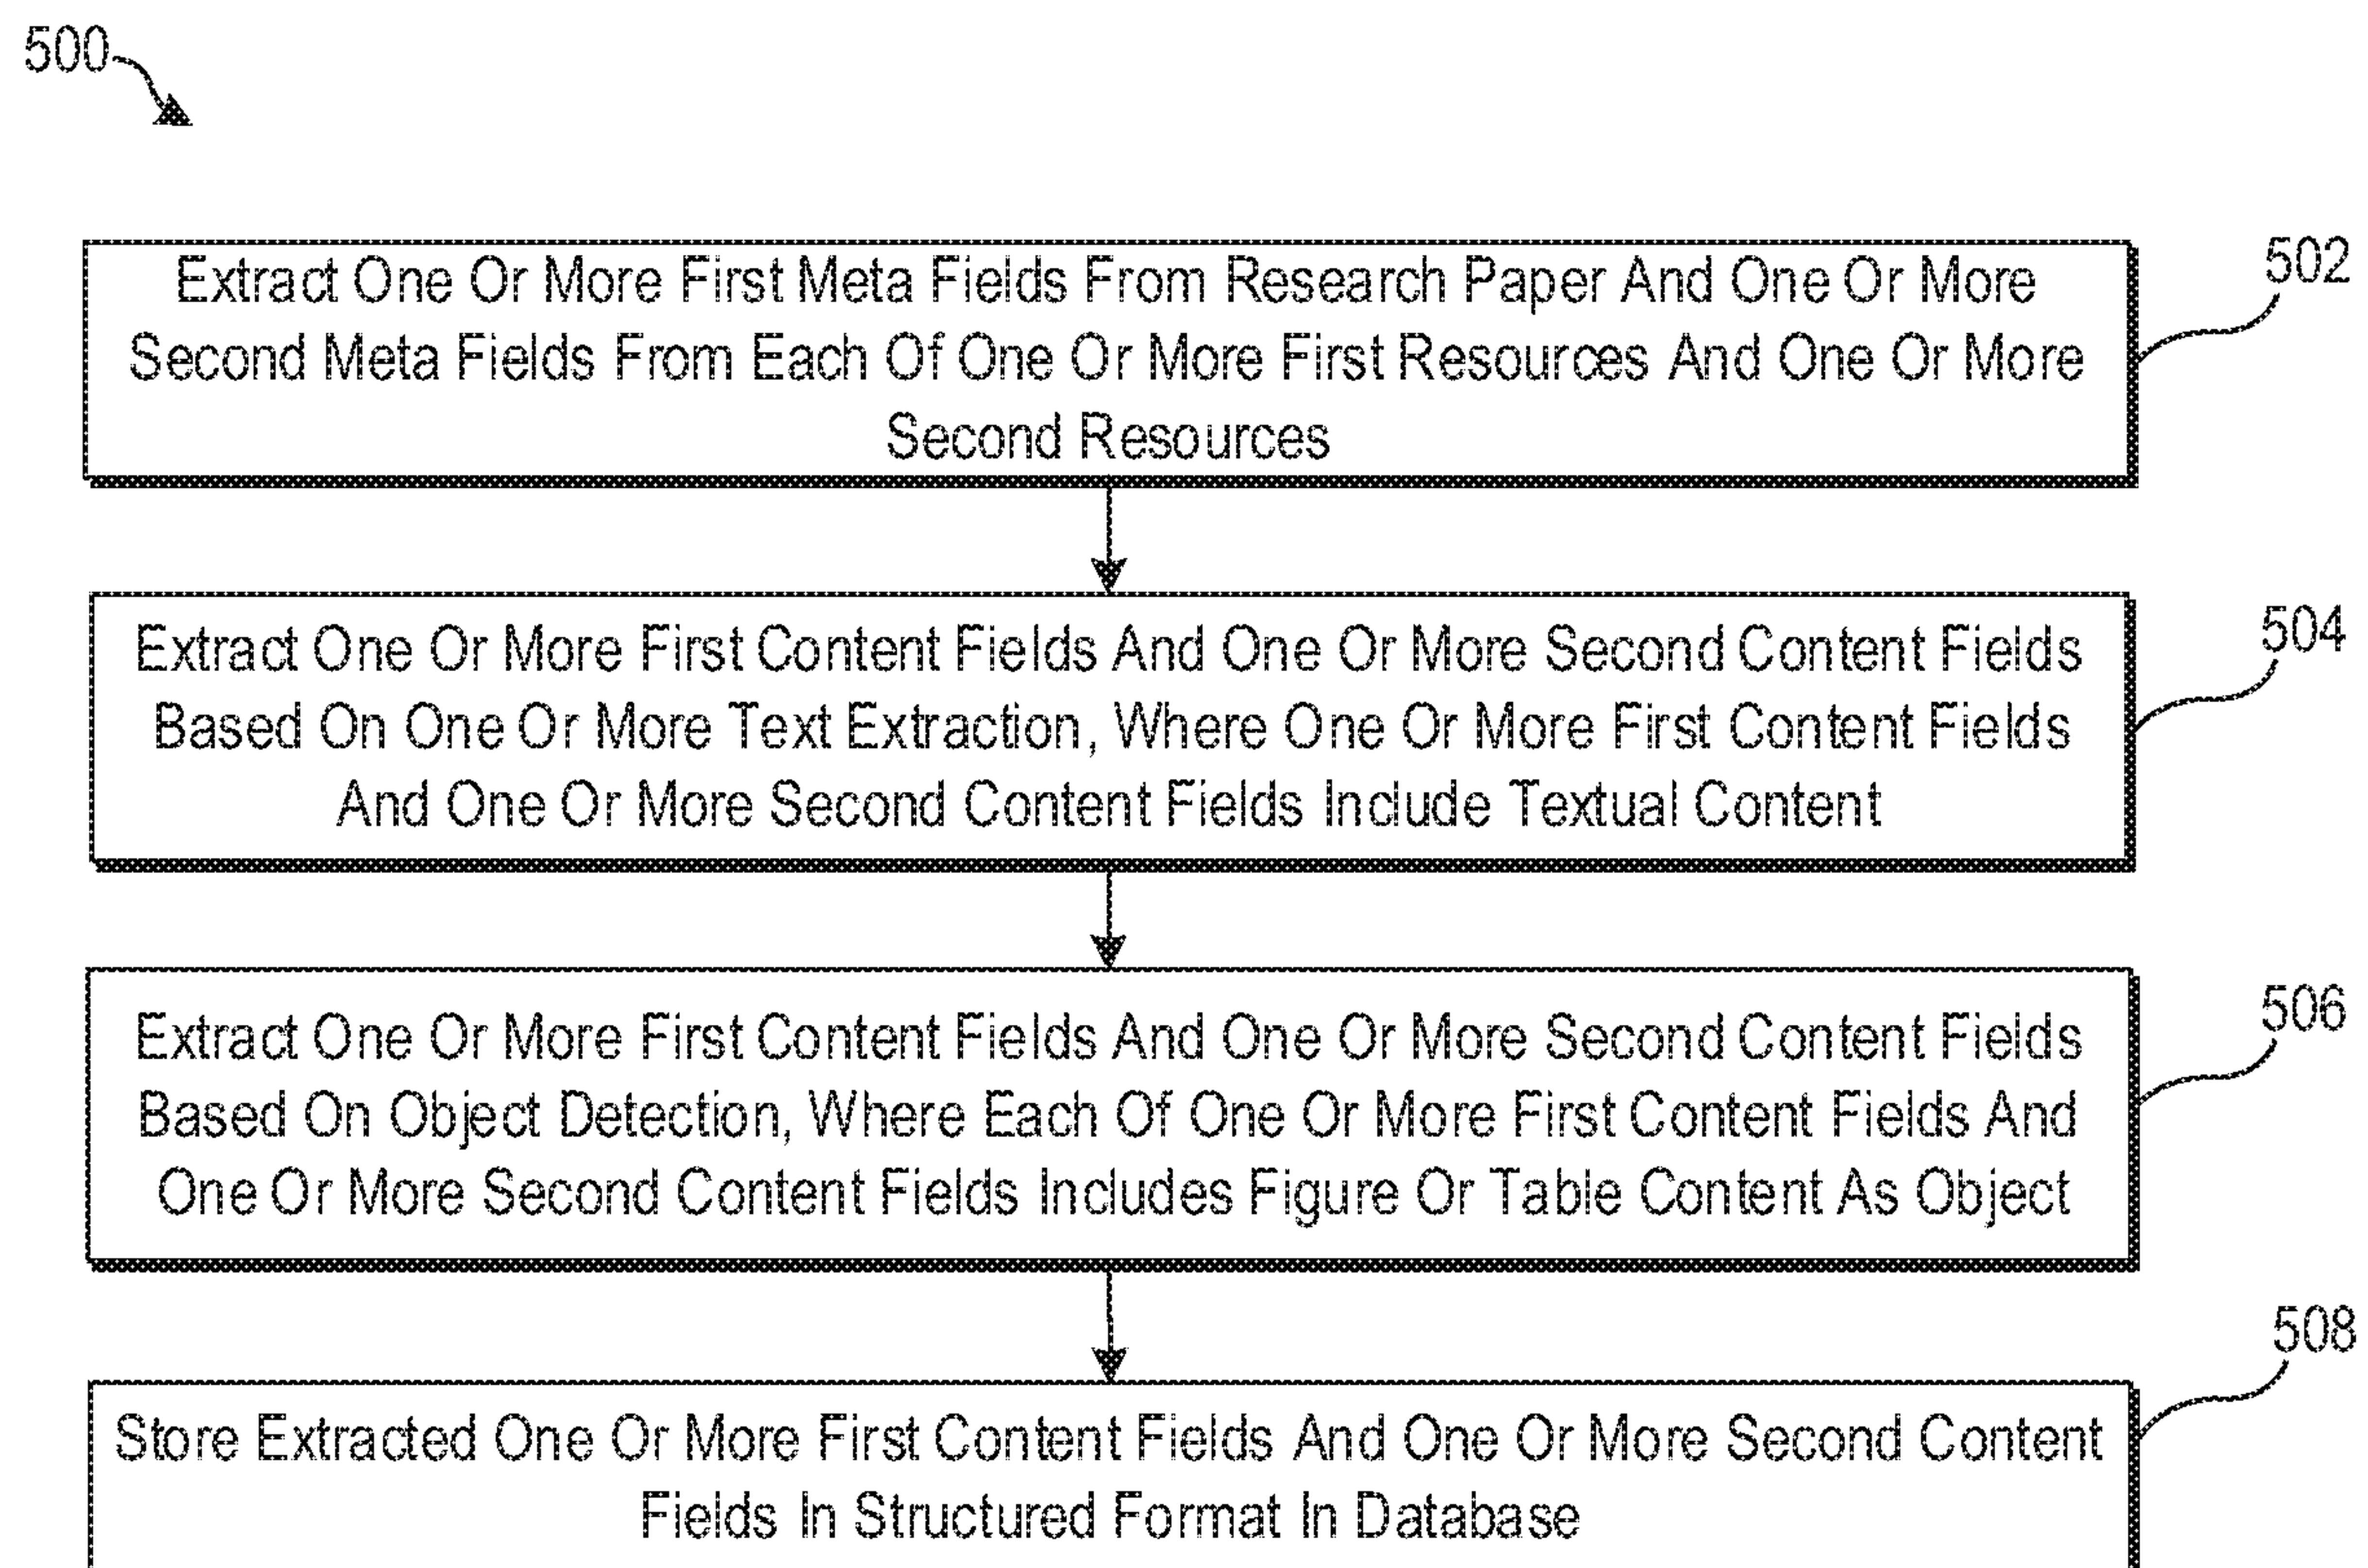 500
Extract One Or More First Meta Fields From Research Paper And One Or More
Second Meta Fields From Each Of One Or More First Resources And One Or More
Second Resources
502
Extract One Or More First Content Fields And One Or More Second Content Fields
Based On One Or More Text Extraction, Where One Or More First Content Fields
And One Or More Second Content Fields Include Textual Content
504
Extract One Or More First Content Fields And One Or More Second Content Fields
Based On Object Detection, Where Each Of One Or More First Content Fields And
One Or More Second Content Fields Includes Figure Or Table Content As Object
506
Store Extracted One Or More First Content Fields And One Or More Second Content
Fields In Structured Format In Database
508